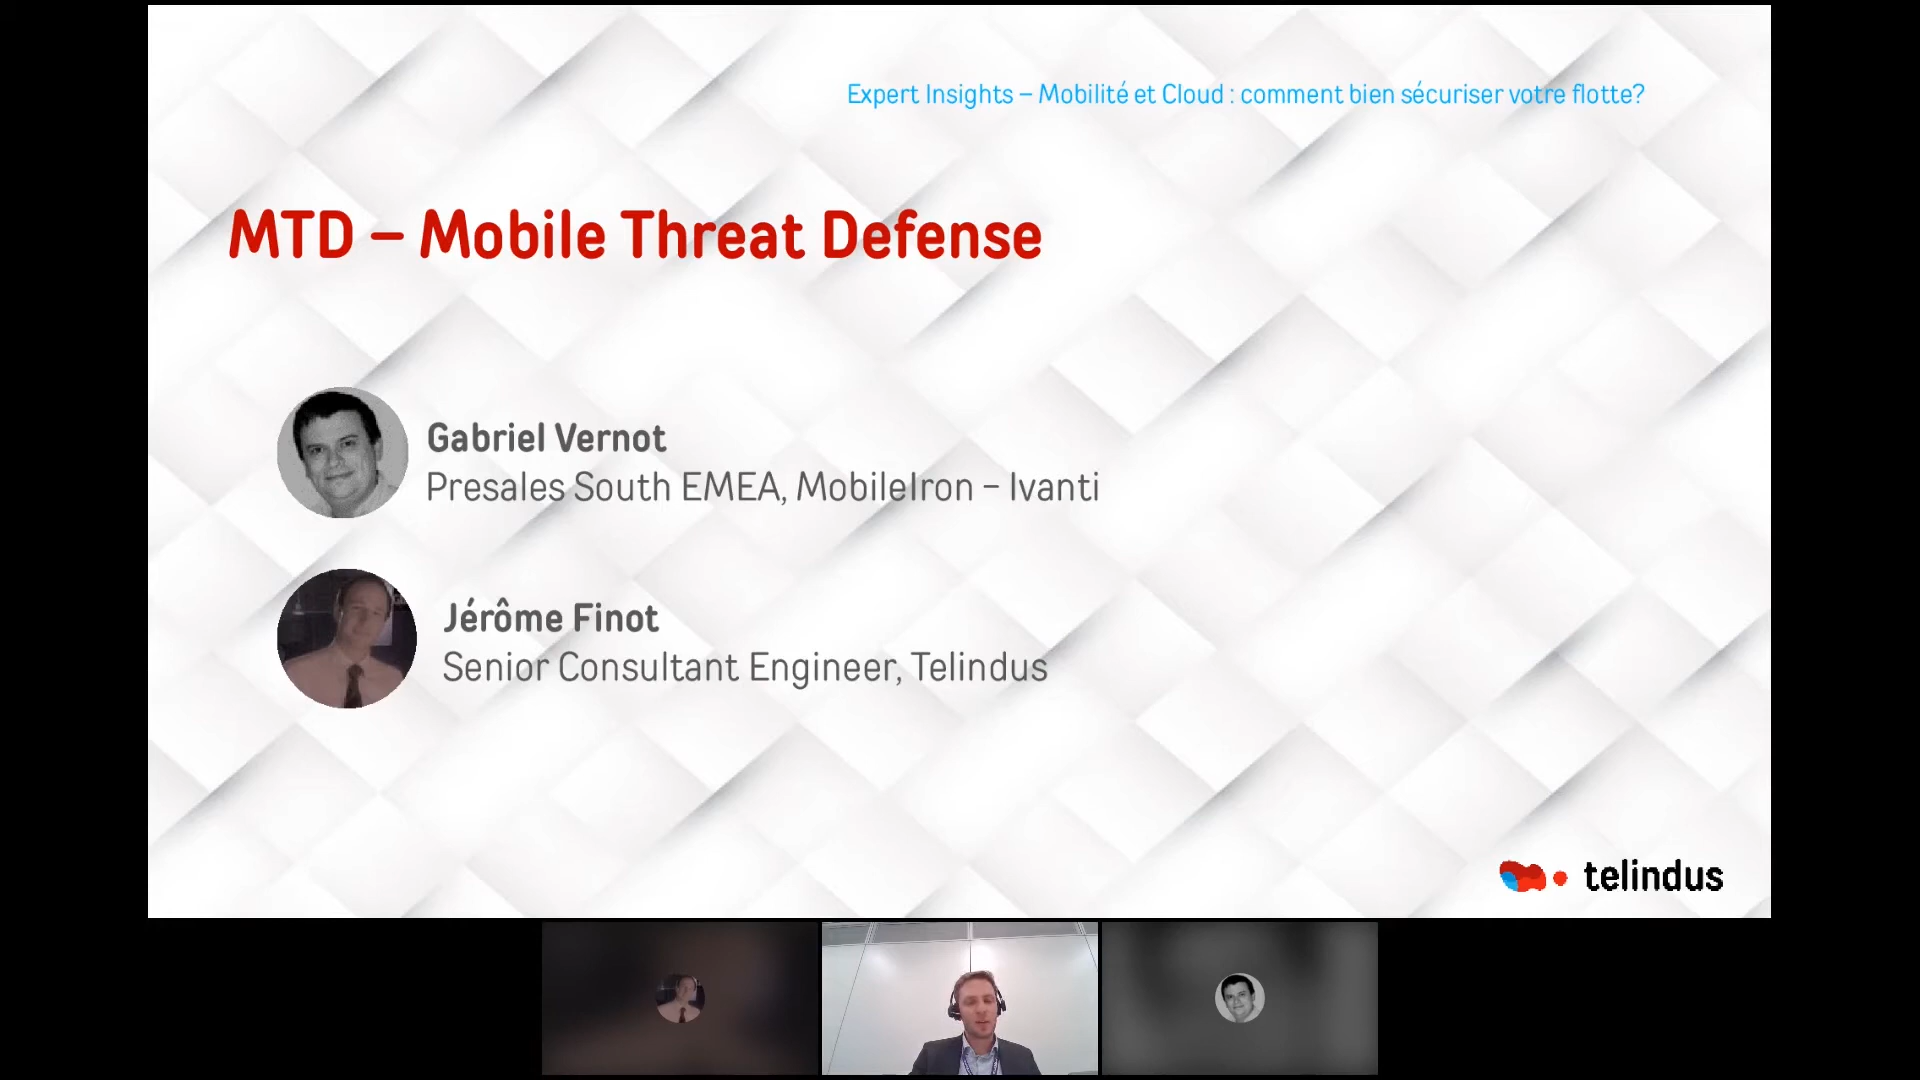 Expert Insights – Mobilité et Cloud : comment bien sécuriser votre flotte?
MTD – Mobile Threat Defense
Gabriel Vernot
Presales South EMEA, MobileIron – Ivanti
Jérôme Finot
Senior Consultant Engineer, Telindus
telindus